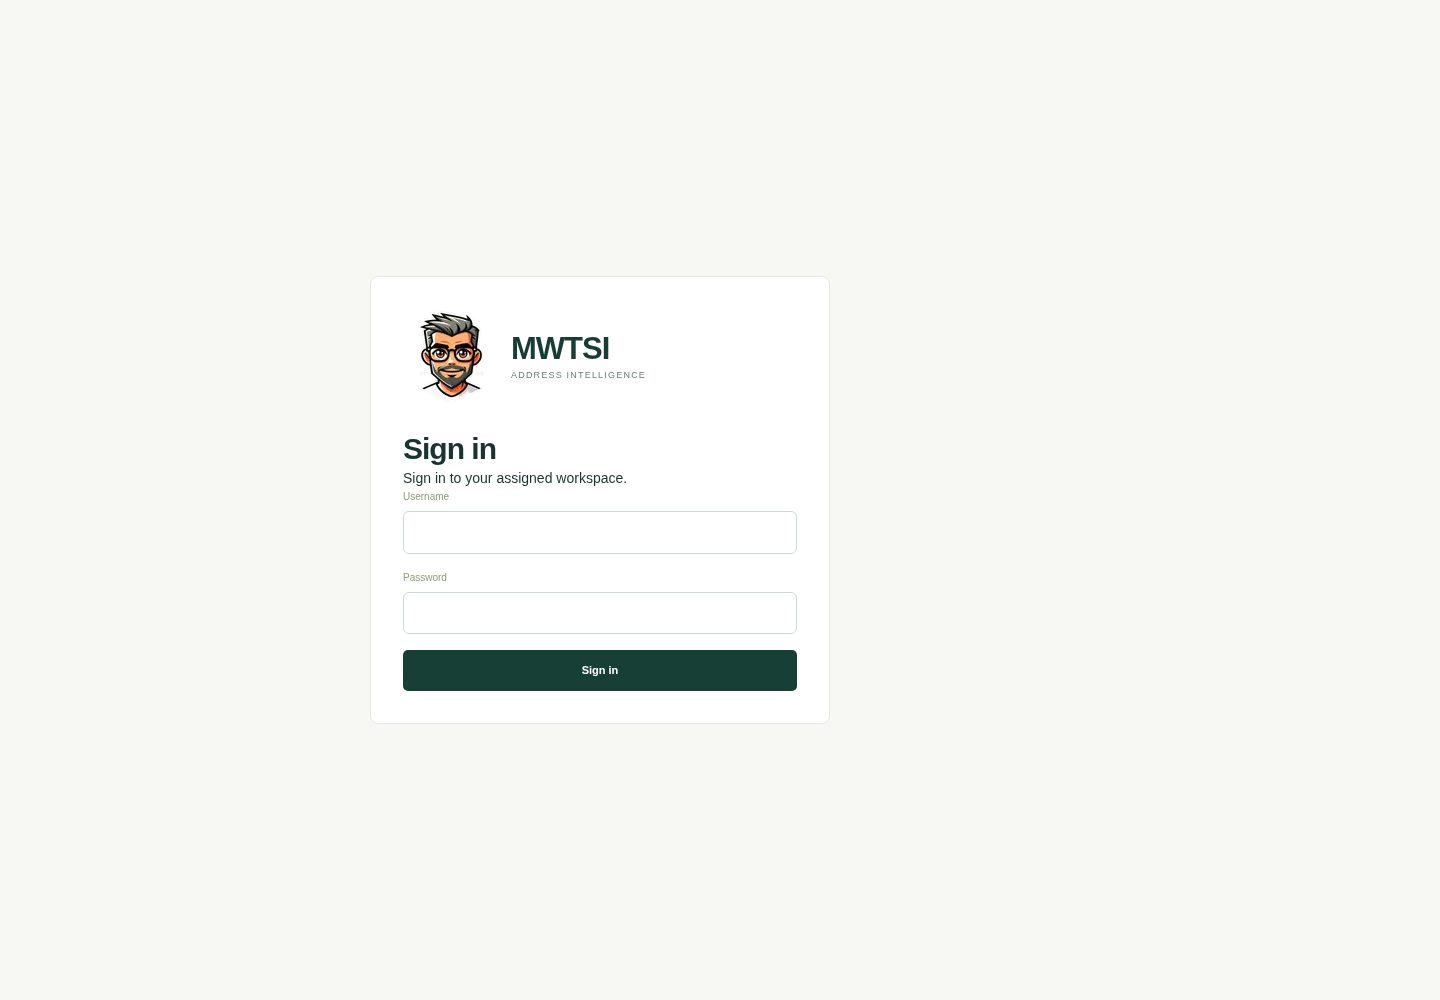 MWTSI
ADDRESS INTELLIGENCE
Sign in
Sign in to your assigned workspace.
Username
Password
Sign in